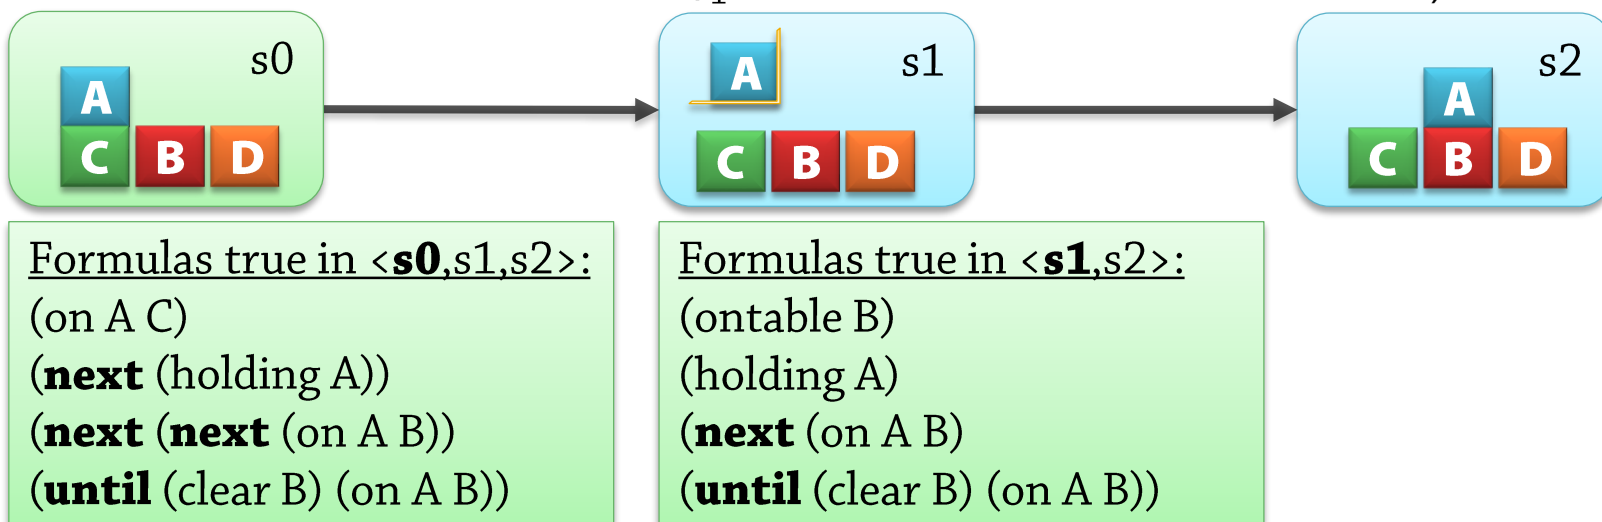 s0
A
C B D
s1
A
C B D
s2
A
C B D
Formulas true in <s0,s1,s2>:
(on A C)
(next (holding A))
(next (next (on A B))
(until (clear B) (on A B))
Formulas true in <s1,s2>:
(ontable B)
(holding A)
(next (on A B)
(until (clear B) (on A B))